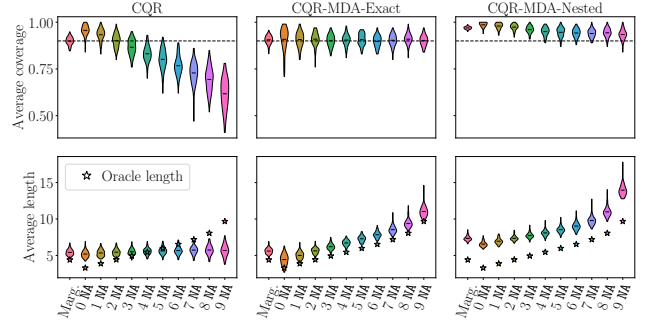 CQR
CQR-MDA-Exact
CQR-MDA-Nested
Average coverage
1.00
0.75
0.50
Average length
15
10
5
Oracle length
Marg.
0 NA
1 NA
2 NA
3 NA
4 NA
5 NA
6 NA
7 NA
8 NA
9 NA
Marg.
0 NA
1 NA
2 NA
3 NA
4 NA
5 NA
6 NA
7 NA
8 NA
9 NA
Marg.
0 NA
1 NA
2 NA
3 NA
4 NA
5 NA
6 NA
7 NA
8 NA
9 NA